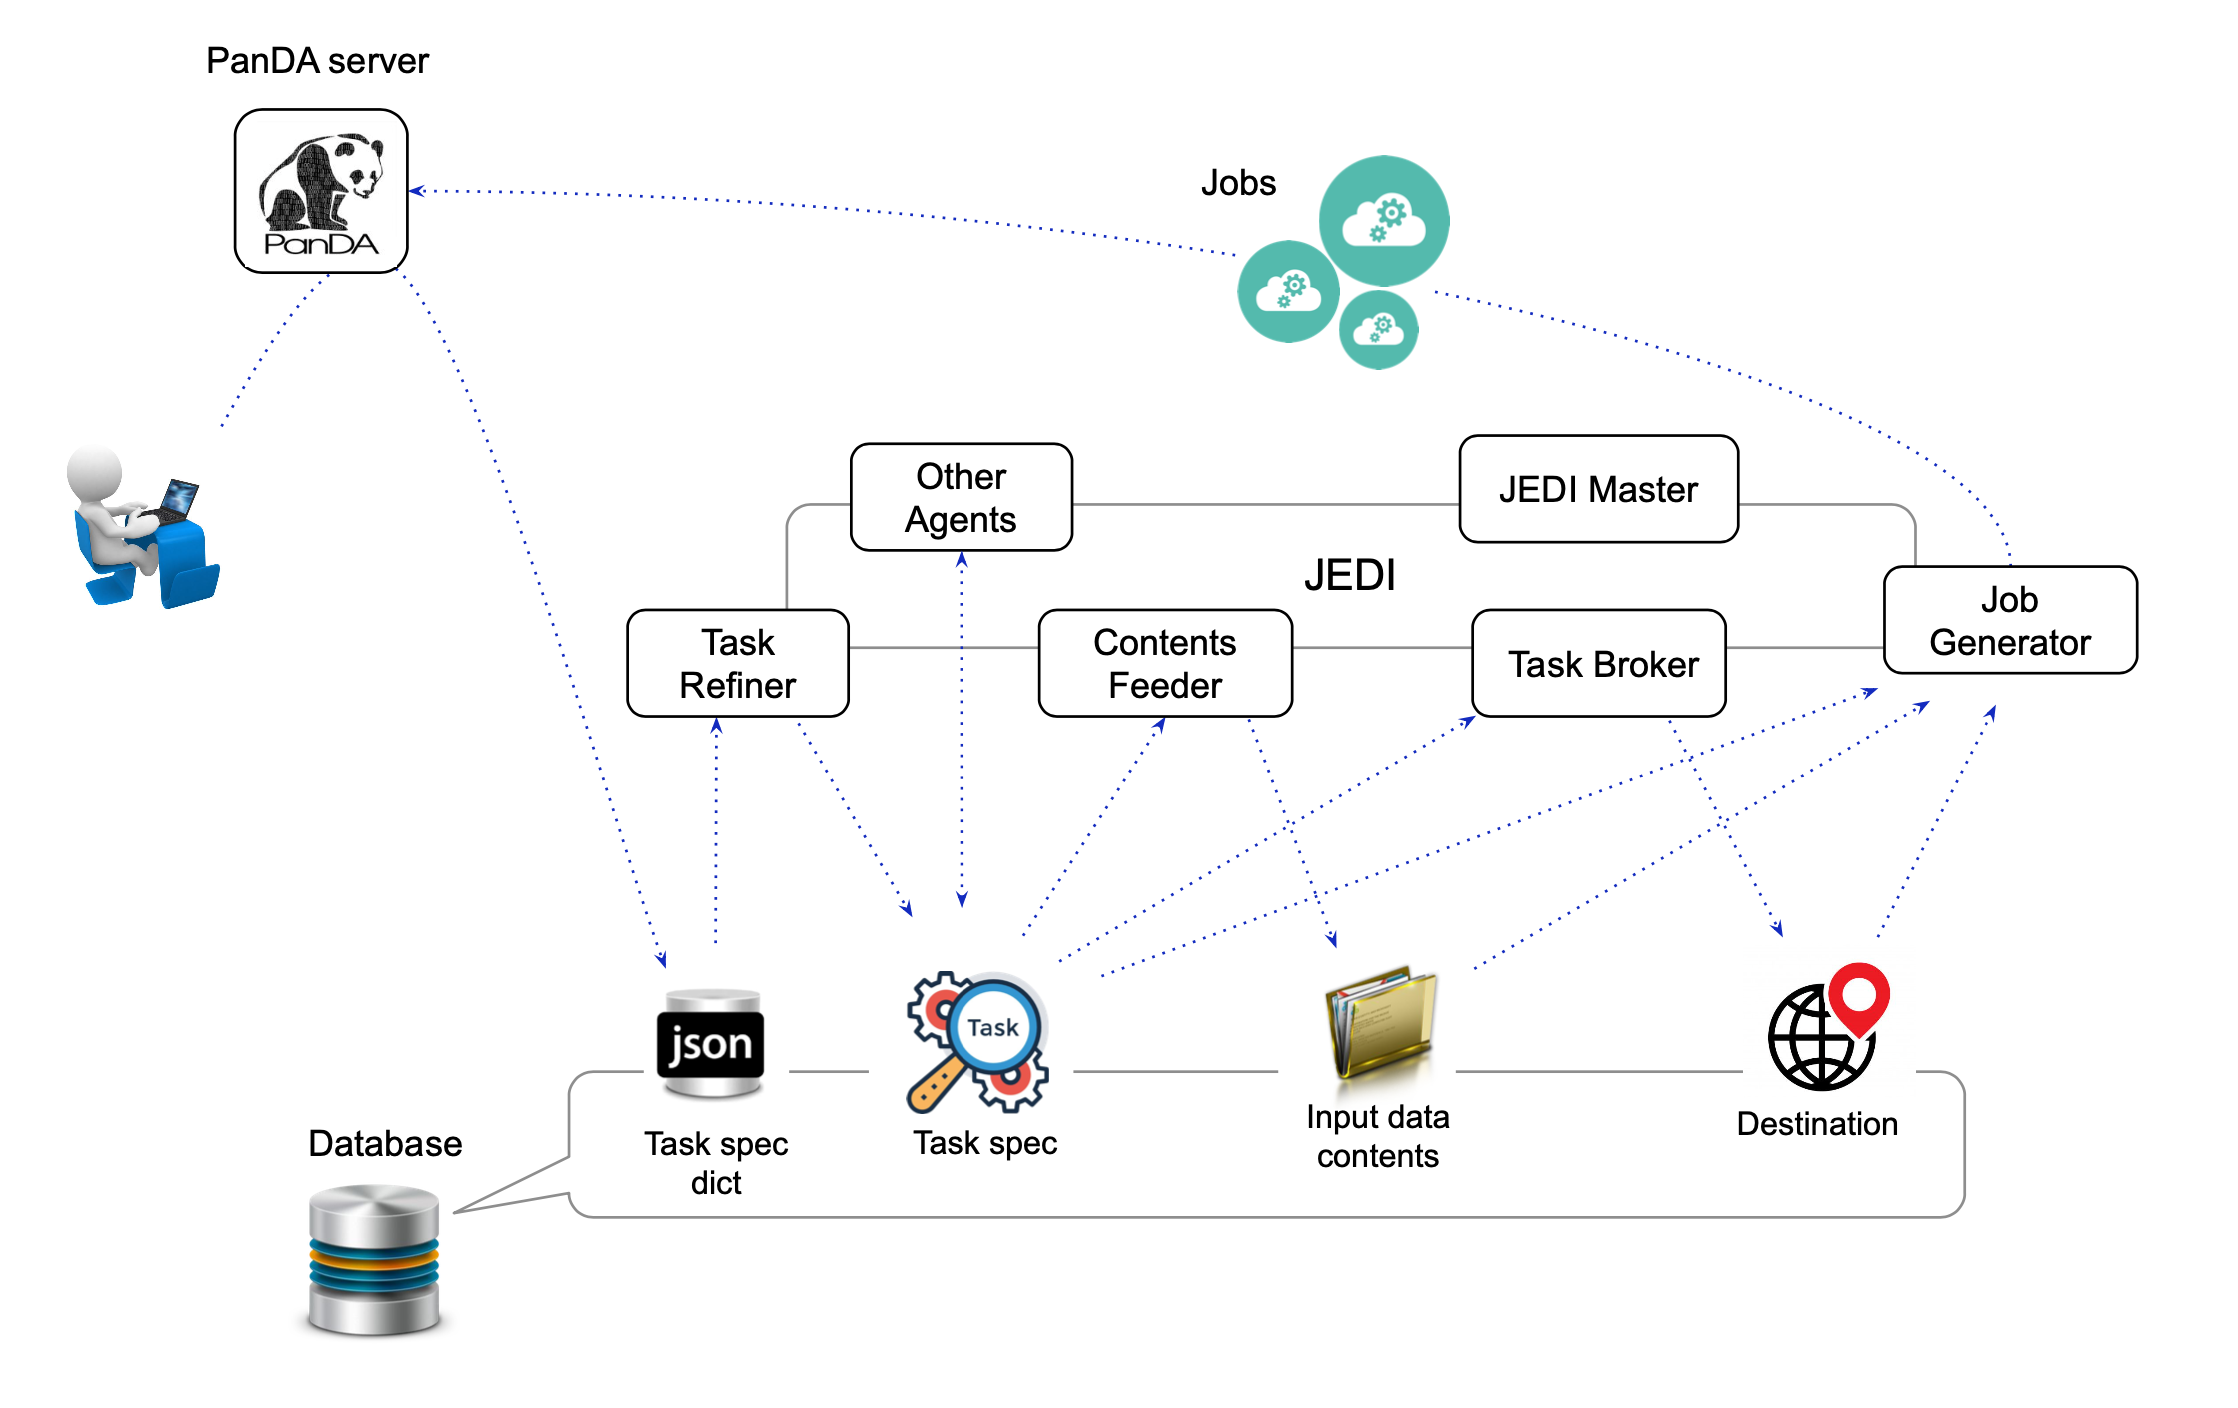 PanDA server
PanDA
Jobs
Other
Agents
JEDI Master
JEDI
Job
Generator
Task
Refiner
Contents
Feeder
Task Broker
json
Task
Task spec
dict
Task spec
Input data
contents
Destination
Database